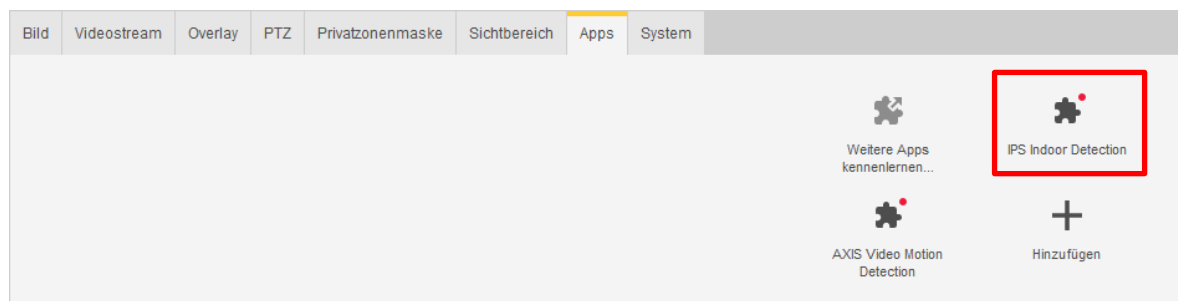 Bild Videostream Overlay PTZ Privatzonenmaske Sichtbereich Apps System
Weitere Apps
kennenlernen...
IPS Indoor Detection
AXIS Video Motion
Detection
Hinzufügen